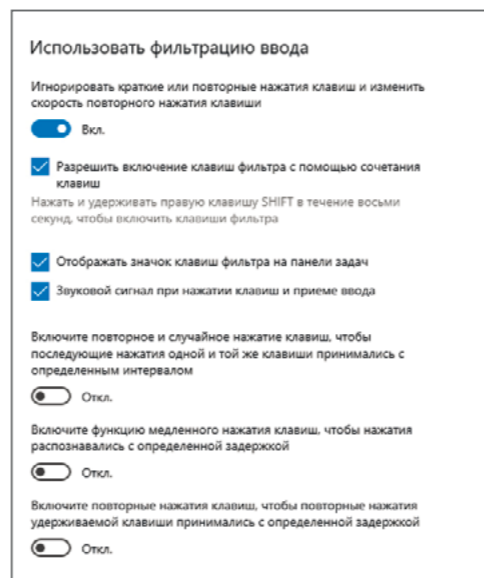 Использовать фильтрацию ввода
Игнорировать краткие или повторные нажатия клавиш и изменить
скорость повторного нажатия клавиши
Вкл.
Разрешить включение клавиш фильтра с помощью сочетания
клавиш
Нажать и удерживать правую клавишу SHIFT в течение восьми
секунд, чтобы включить клавиши фильтра
Отображать значок клавиш фильтра на панели задач
Звуковой сигнал при нажатии клавиш и приеме ввода
Включите повторное и случайное нажатие клавиш, чтобы
последующие нажатия одной и той же клавиши принимались с
определенным интервалом
Откл.
Включите функцию медленного нажатия клавиш, чтобы нажатия
распознавались с определенной задержкой
Откл.
Включите повторные нажатия клавиш, чтобы повторные нажатия
удерживаемой клавиши принимались с определенной задержкой
Откл.